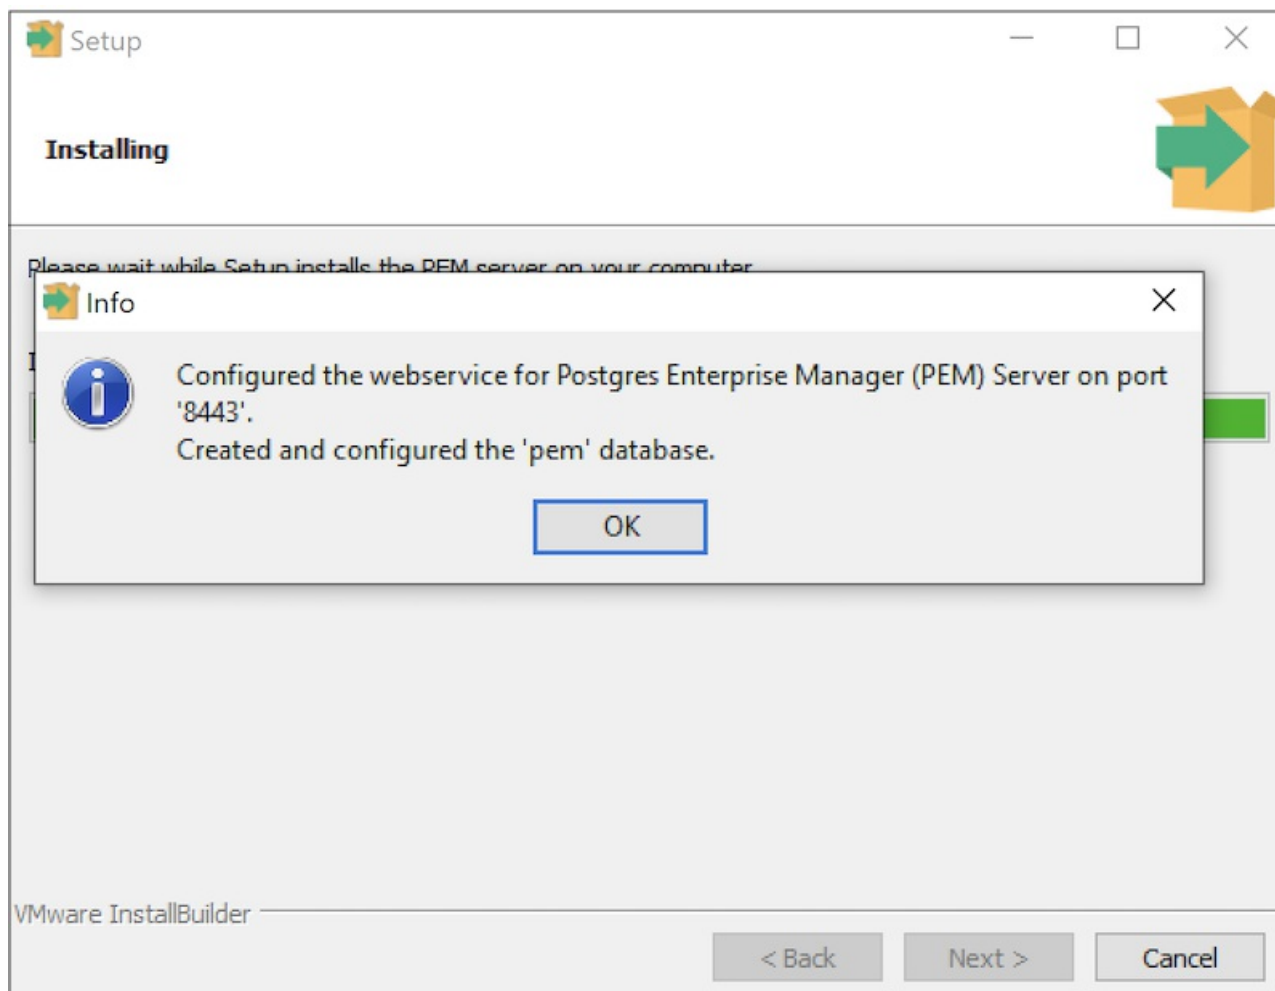 Setup
Installing
Please wait while Setup installs the PEM server on your computer
Info
Configured the webservice for Postgres Enterprise Manager (PEM) Server on port
'8443'.
Created and configured the 'pem' database.
OK
VMware InstallBuilder
< Back
Next >
Cancel